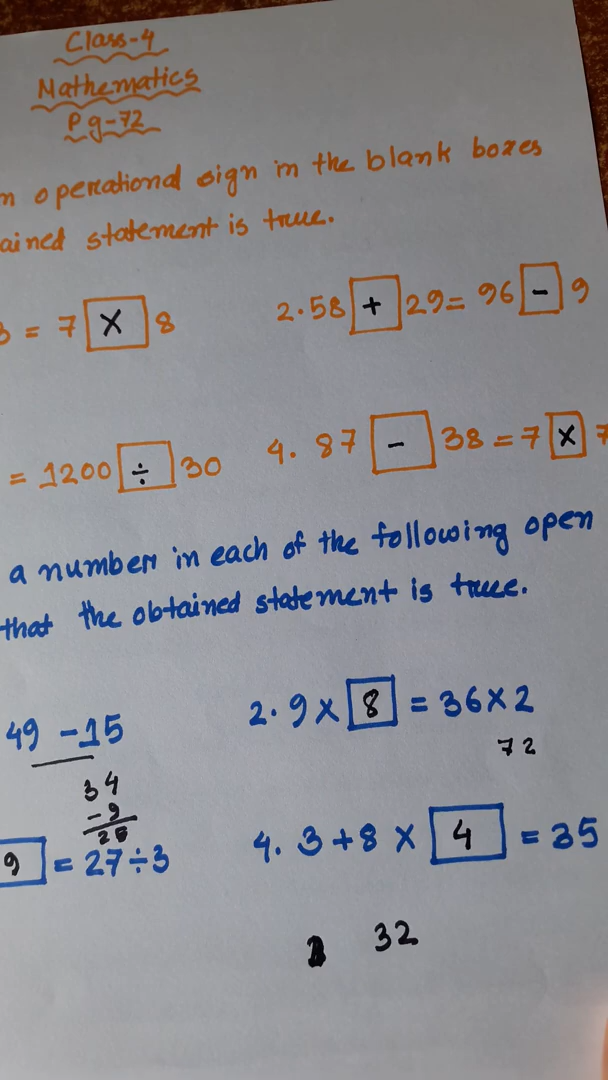 Class-4
Mathematics
Pg-72
n operational sign in the blank boxes
ained statement is true.
3 = 7 × 8
2. 58 + 29 = 96 - 9
= 1200 ÷ 30
4. 87 - 38 = 7 × 7
a number in each of the following open
that the obtained statement is true.
49 - 15
2. 9 × 8 = 36 × 2
72
34
-9
25
9 = 27 ÷ 3
4. 3 + 8 × 4 = 35
32